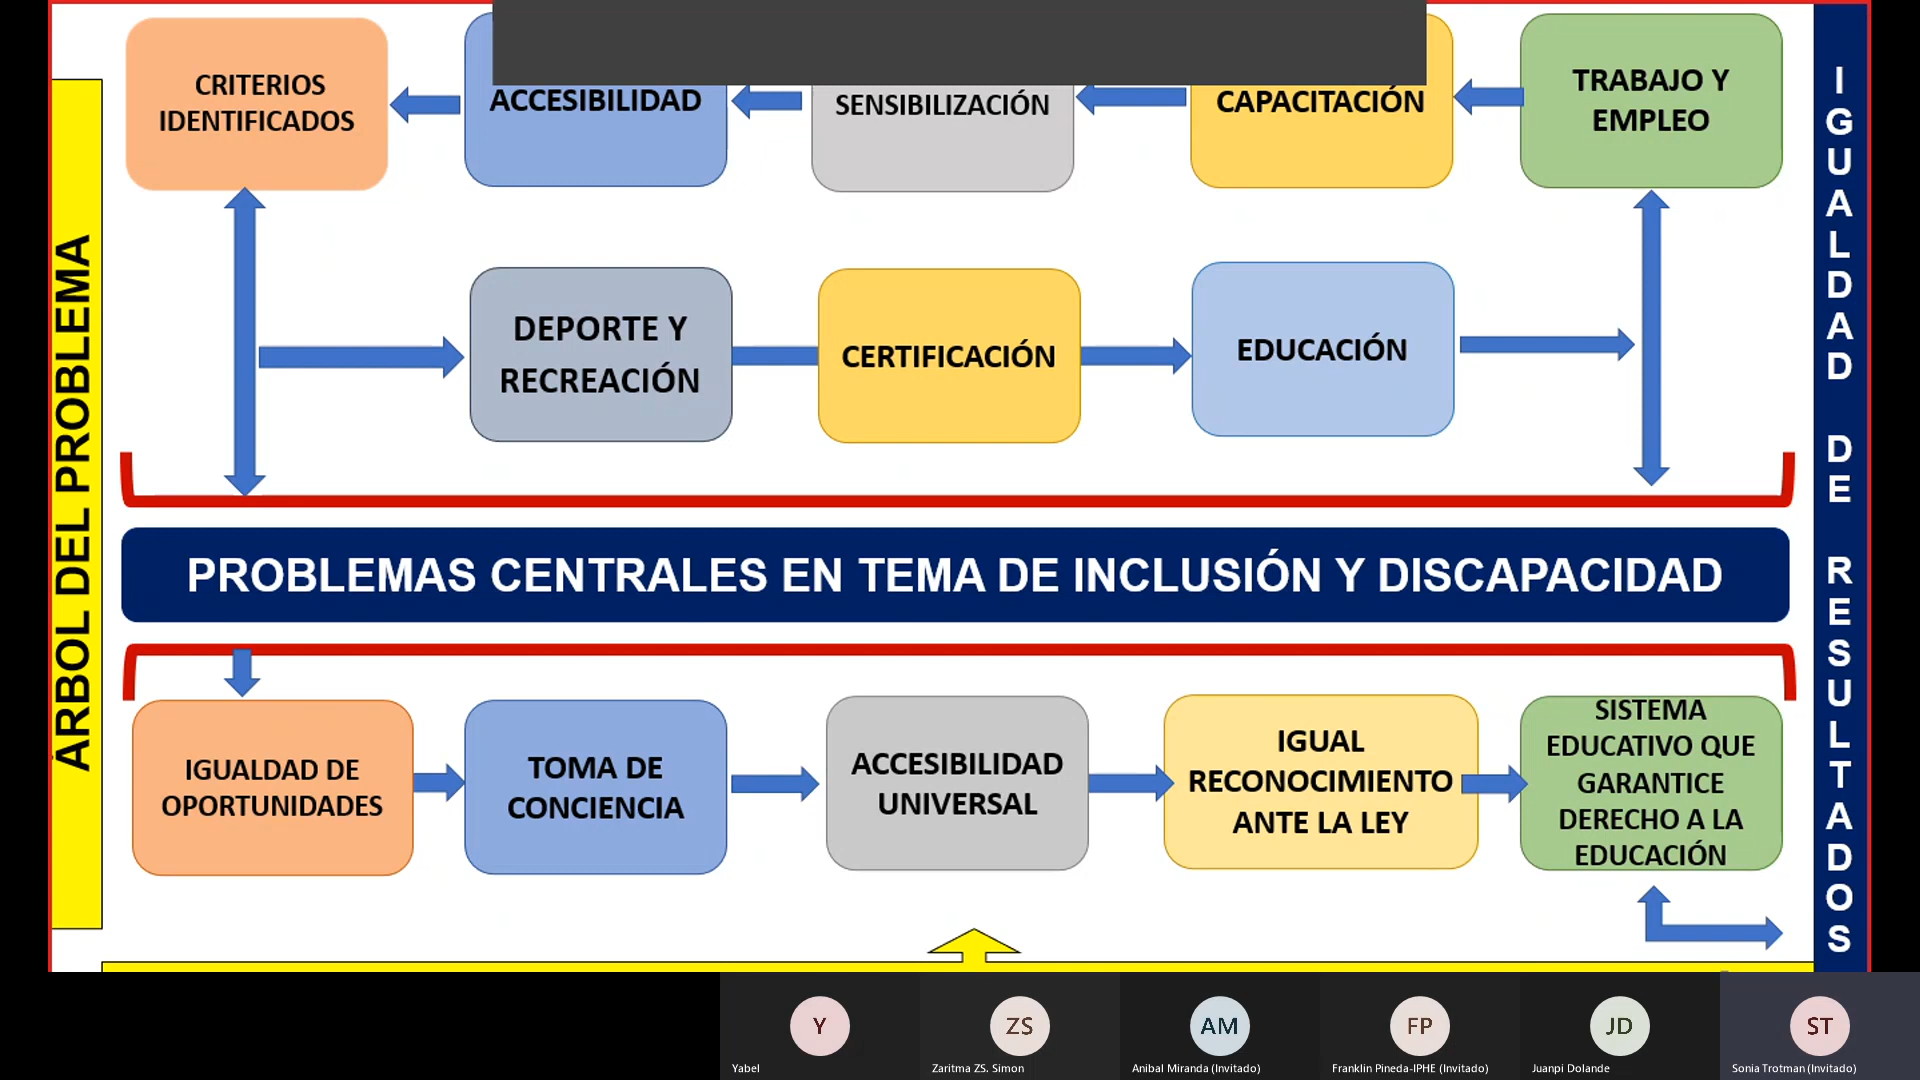 CRITERIOS
IDENTIFICADOS
ACCESIBILIDAD
SENSIBILIZACIÓN
CAPACITACIÓN
TRABAJO Y
EMPLEO
ÁRBOL DEL PROBLEMA
DEPORTE Y
RECREACIÓN
CERTIFICACIÓN
EDUCACIÓN
IGUALDAD DE RESULTADOS
PROBLEMAS CENTRALES EN TEMA DE INCLUSIÓN Y DISCAPACIDAD
IGUALDAD DE
OPORTUNIDADES
TOMA DE
CONCIENCIA
ACCESIBILIDAD
UNIVERSAL
IGUAL
RECONOCIMIENTO
ANTE LA LEY
SISTEMA
EDUCATIVO QUE
GARANTICE
DERECHO A LA
EDUCACIÓN
Y
ZS
AM
FP
JD
ST
Yabel
Zaritma ZS. Simon
Anibal Miranda (Invitado)
Franklin Pineda-IPHE (Invitado)
Juanpi Dolande
Sonia Trotman (Invitado)